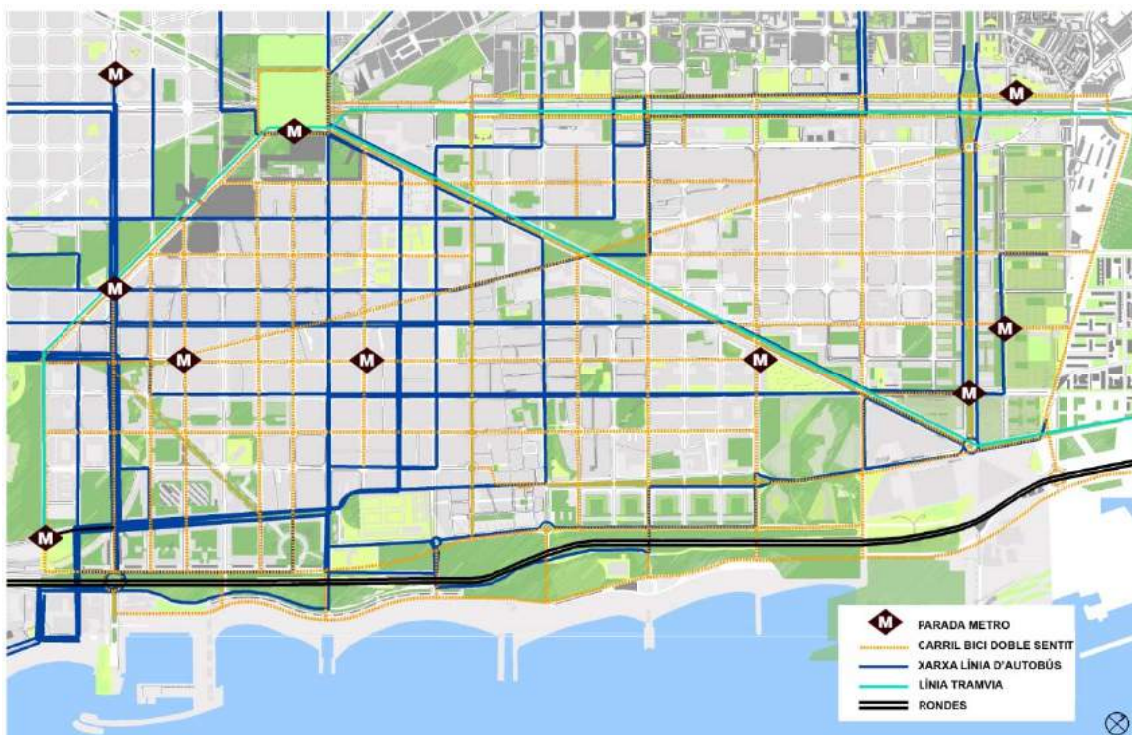 M
M
M
M
M
M
M
M
M
M
M
M PARADA METRO
CARRIL BICI DOBLE SENTIT
XARXA LÍNIA D'AUTOBÚS
LÍNIA TRAMVIA
RONDES